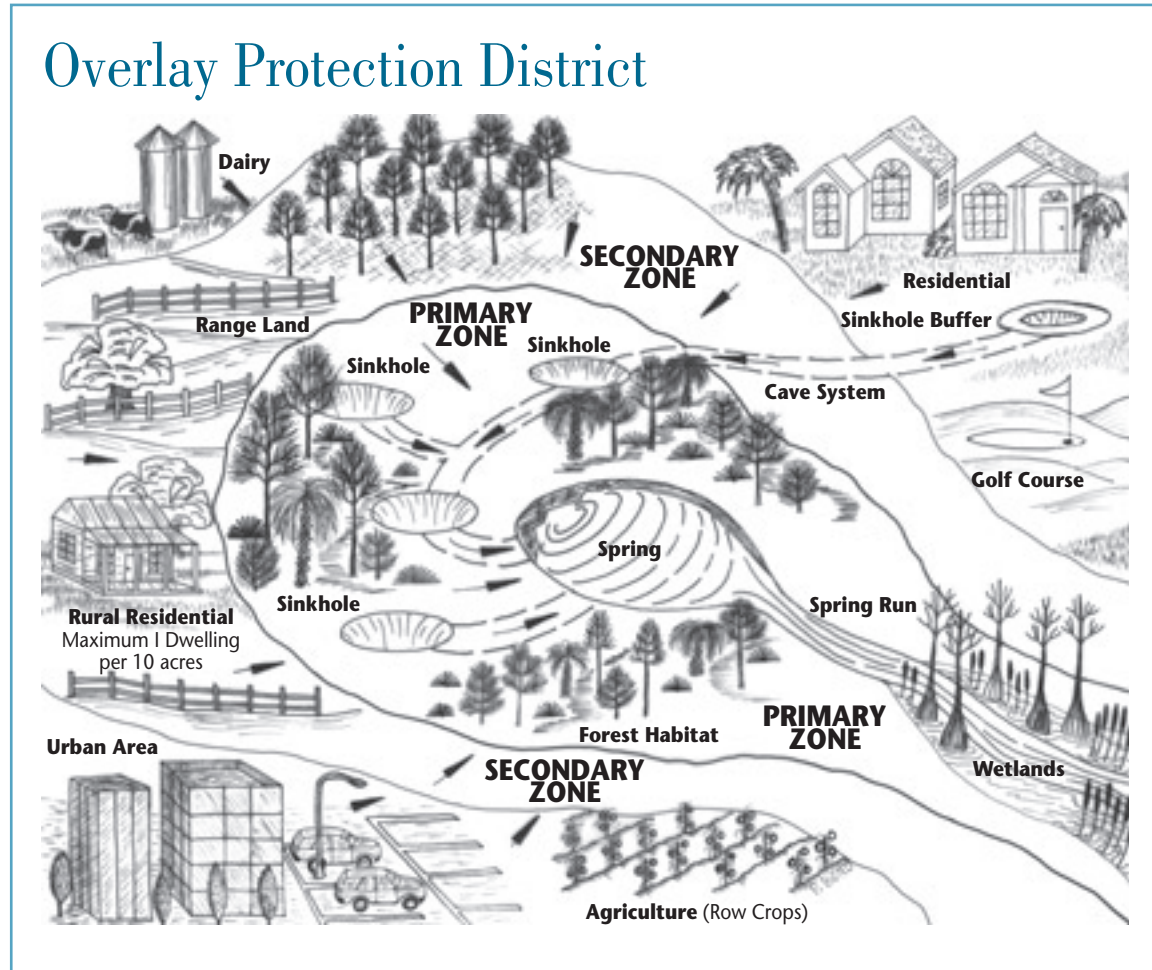 Overlay Protection District
Dairy
SECONDARY
ZONE
Residential
Range Land
PRIMARY
ZONE
Sinkhole Buffer
Sinkhole
Sinkhole
Cave System
Golf Course
Spring
Rural Residential
Maximum I Dwelling
per 10 acres
Sinkhole
Spring Run
Urban Area
Forest Habitat
PRIMARY
ZONE
SECONDARY
ZONE
Wetlands
Agriculture (Row Crops)